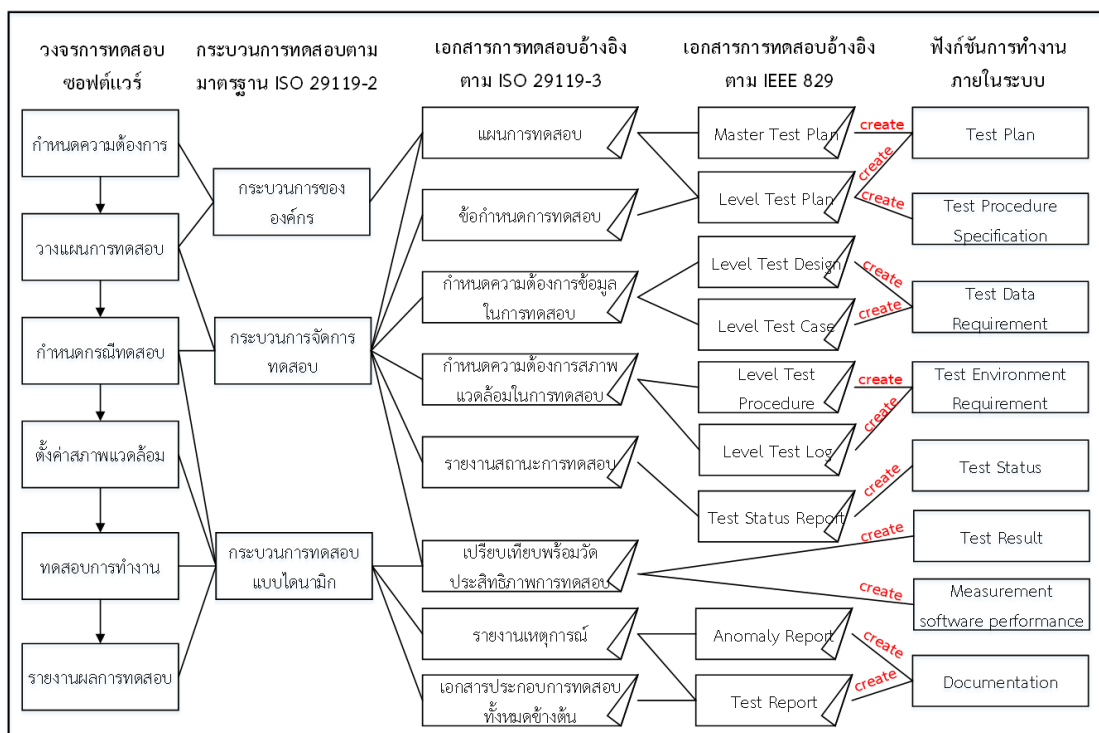 วงจรการทดสอบ
ซอฟต์แวร์
กระบวนการทดสอบตาม
มาตรฐาน ISO 29119-2
เอกสารการทดสอบอ้างอิง
ตาม ISO 29119-3
เอกสารการทดสอบอ้างอิง
ตาม IEEE 829
ฟังก์ชันการทำงาน
ภายในระบบ
กำหนดความต้องการ
วางแผนการทดสอบ
กำหนดกรณีทดสอบ
ตั้งค่าสภาพแวดล้อม
ทดสอบการทำงาน
รายงานผลการทดสอบ
กระบวนการของ
องค์กร
กระบวนการจัดการ
ทดสอบ
กระบวนการทดสอบ
แบบไดนามิก
แผนการทดสอบ
ข้อกำหนดการทดสอบ
กำหนดความต้องการข้อมูล
ในการทดสอบ
กำหนดความต้องการสภาพ
แวดล้อมในการทดสอบ
รายงานสถานะการทดสอบ
เปรียบเทียบพร้อมวัด
ประสิทธิภาพการทดสอบ
รายงานเหตุการณ์
เอกสารประกอบการทดสอบ
ทั้งหมดข้างต้น
Master Test Plan
Level Test Plan
Level Test Design
Level Test Case
Level Test
Procedure
Level Test Log
Test Status Report
Anomaly Report
Test Report
create
create
create
create
create
create
create
create
create
create
create
create
Test Plan
Test Procedure
Specification
Test Data
Requirement
Test Environment
Requirement
Test Status
Test Result
Measurement
software performance
Documentation